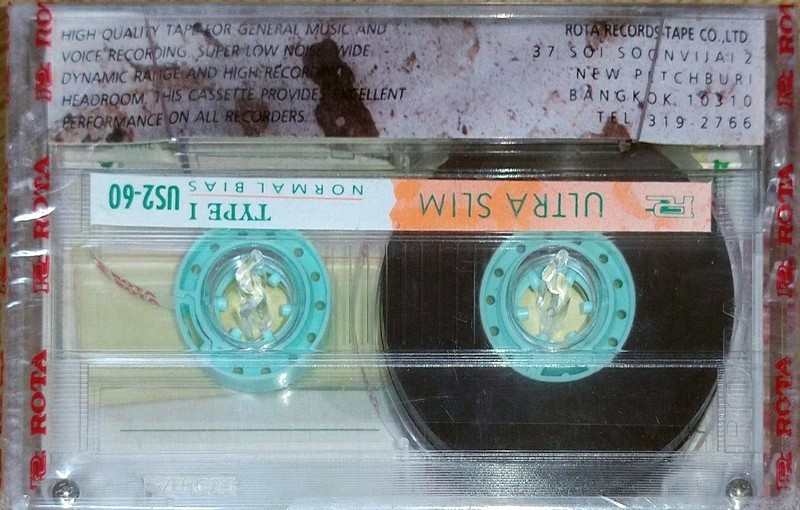 HIGH QUALITY TAPE FOR GENERAL MUSIC AND
VOICE RECORDING. SUPER LOW NOISE, WIDE
DYNAMIC RANGE AND HIGH RECORDING
HEADROOM. THIS CASSETTE PROVIDES EXCELLENT
PERFORMANCE ON ALL RECORDERS.
ROTA RECORDS-TAPE CO.,LTD.
37 SOI SOONVIJAI 2
NEW PITCHBURI
BANGKOK 10310
TEL 319-2766
ULTRA SLIM
TYPE I
NORMAL BIAS
US2-60
ROTA
ROTA
ROTA
ROTA
ROTA
ROTA